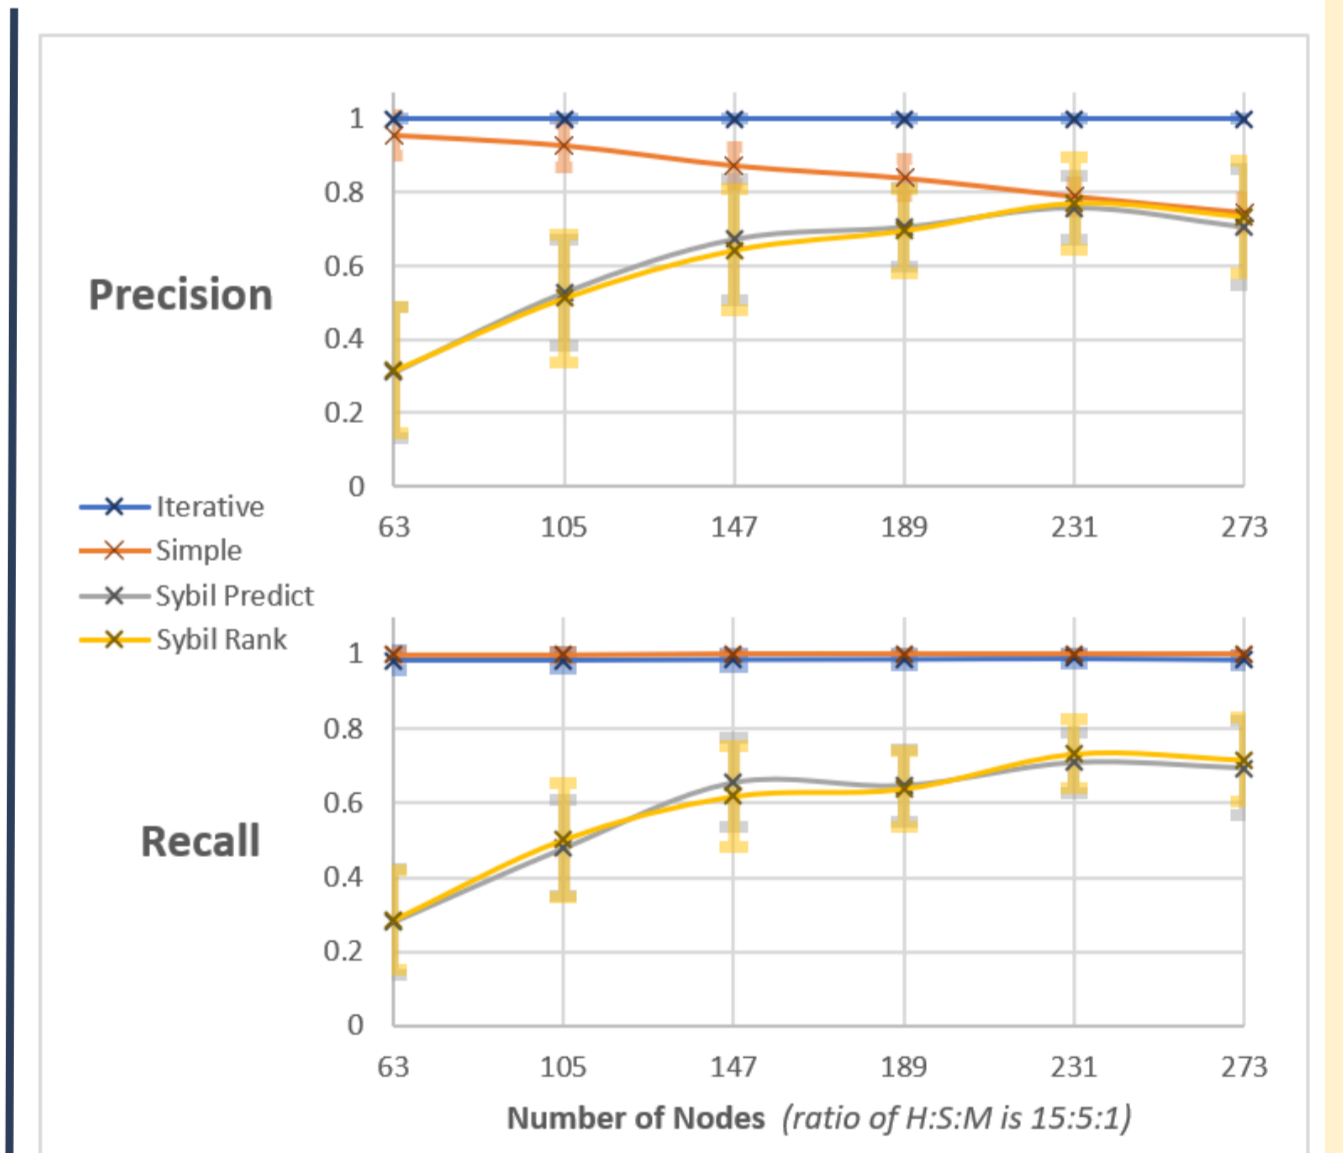 1
0.8
0.6
Precision
0.4
0.2
0
63 105 147 189 231 273
Iterative
Simple
Sybil Predict
Sybil Rank
1
0.8
0.6
Recall
0.4
0.2
0
63 105 147 189 231 273
Number of Nodes (ratio of H:S:M is 15:5:1)